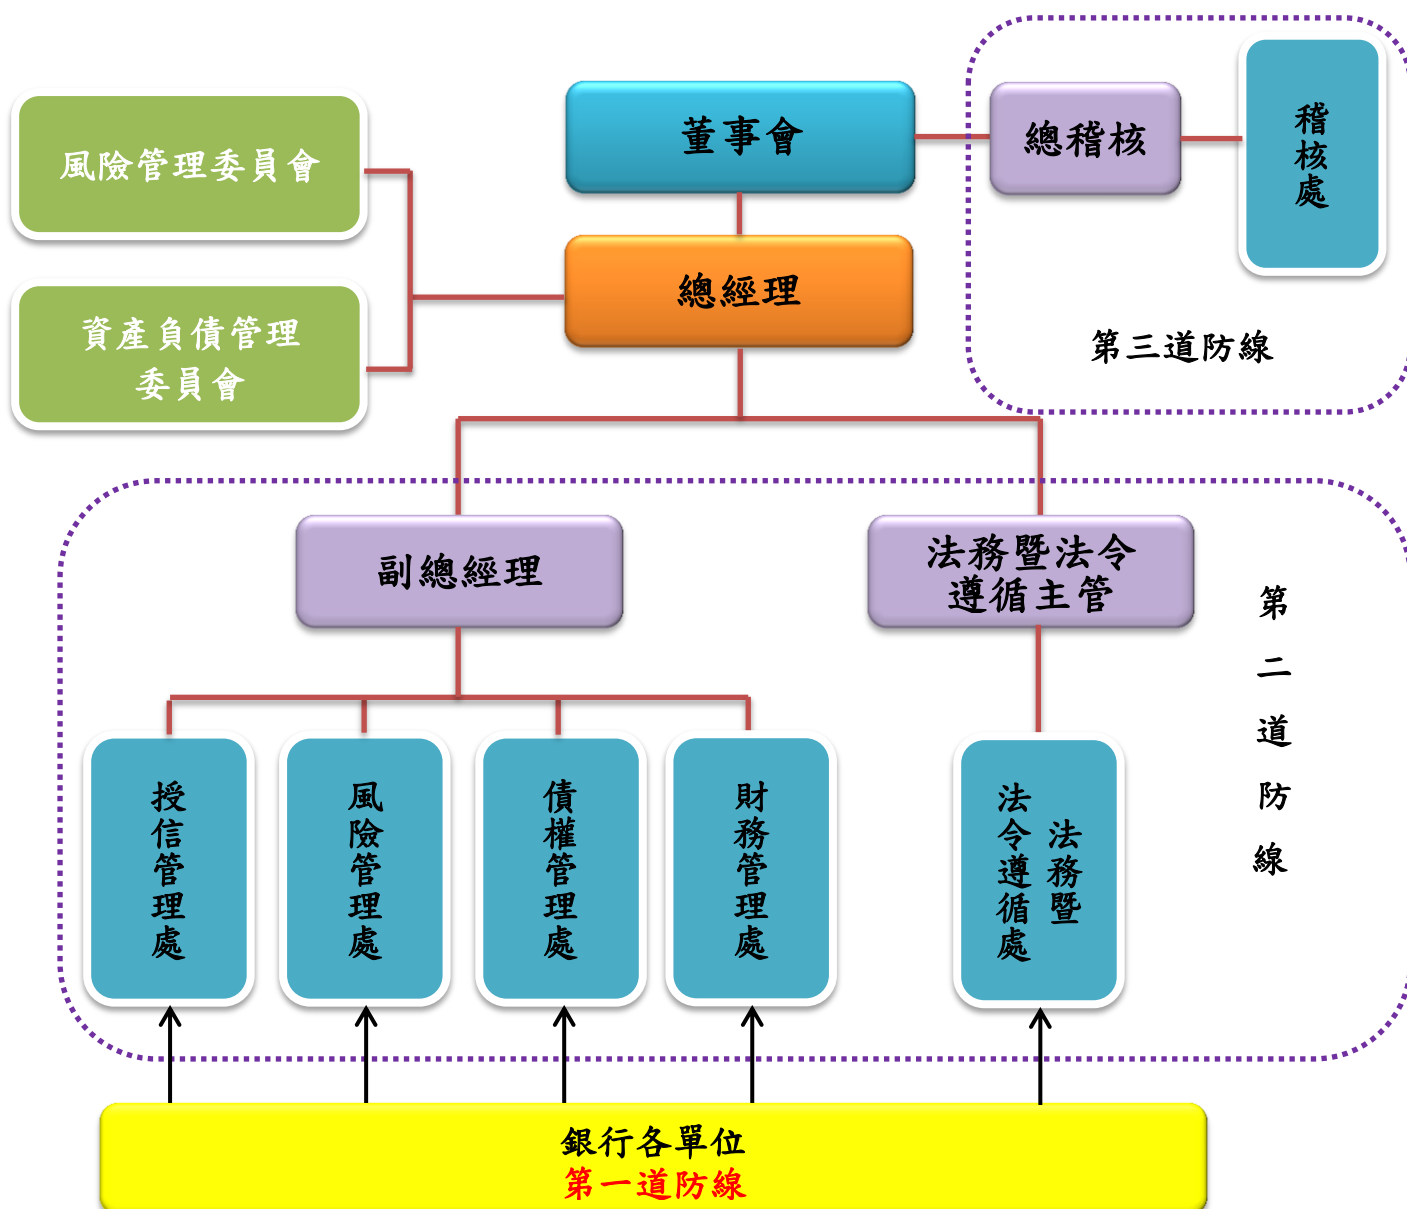 董事會
總稽核
稽核處
風險管理委員會
總經理
資產負債管理
委員會
第三道防線
副總經理
法務暨法令
遵循主管
第二道防線
授信管理處
風險管理處
債權管理處
財務管理處
法務暨
法令遵循處
銀行各單位
第一道防線